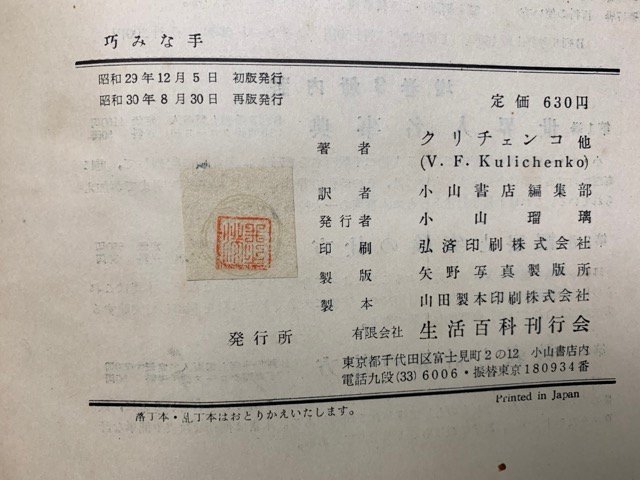 巧みな手
昭和29年12月5日 初版発行
昭和30年8月30日 再版発行
定価 630円
著者 クリチェンコ他
(V. F. Kulichenko)
訳者 小山書店編集部
発行者 小山瑠璃
印刷 弘済印刷株式会社
製版 矢野写真製版所
製本 山田製本印刷株式会社
発行所 有限会社 生活百科刊行会
東京都千代田区富士見町2の12 小山書店内
電話九段(33)6006・振替東京180934番
Printed in Japan
落丁本・乱丁本はおとりかえいたします。